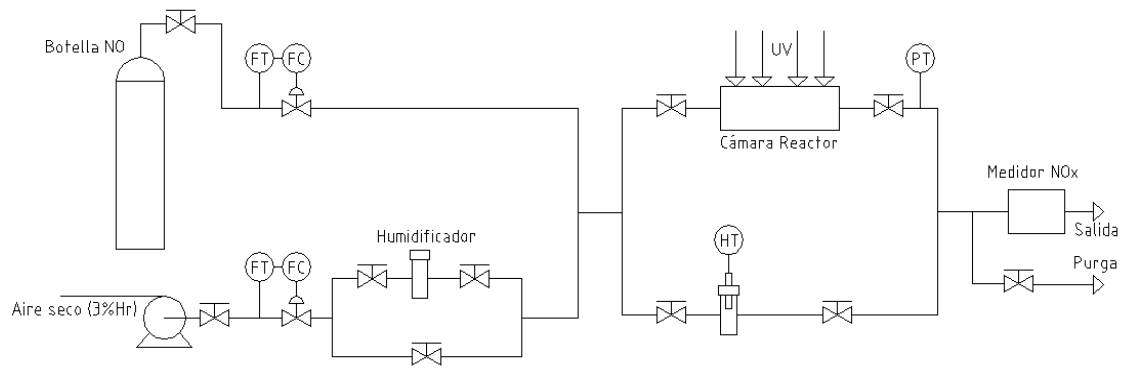 Botella NO
FT
FC
UV
PT
Cámara Reactor
Medidor NOx
Salida
Purga
Humidificador
HT
FT
FC
Aire seco (3%Hr)